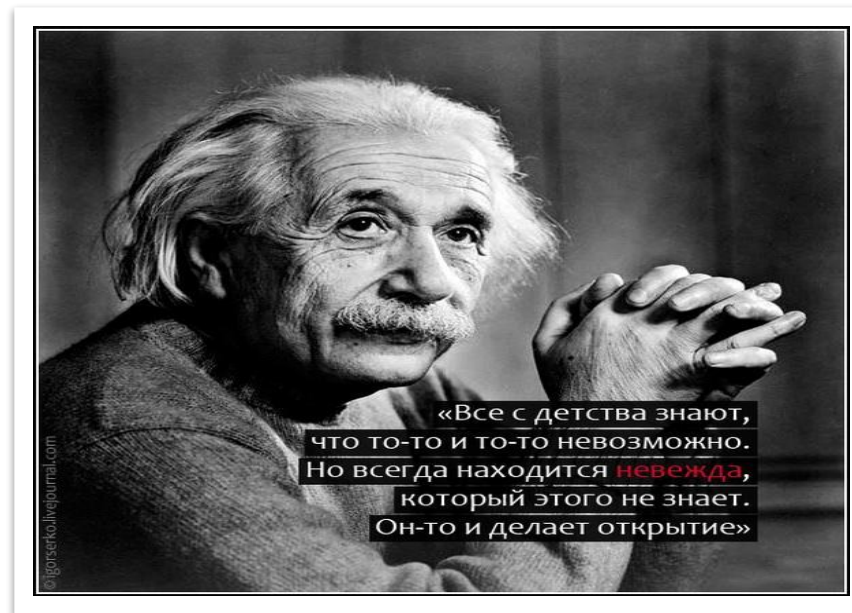 «Все с детства знают,
что то-то и то-то невозможно.
Но всегда находится невежда,
который этого не знает.
Он-то и делает открытие»
© igorserko.livejournal.com